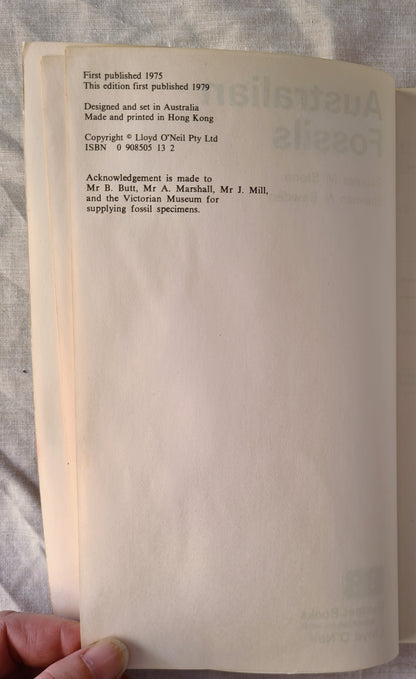 First published 1975
This edition first published 1979
Designed and set in Australia
Made and printed in Hong Kong
Copyright © Lloyd O'Neil Pty Ltd
ISBN 0 908505 13 2
Acknowledgement is made to
Mr B. Butt, Mr A. Marshall, Mr J. Mill,
and the Victorian Museum for
supplying fossil specimens.
Australian
Fossils